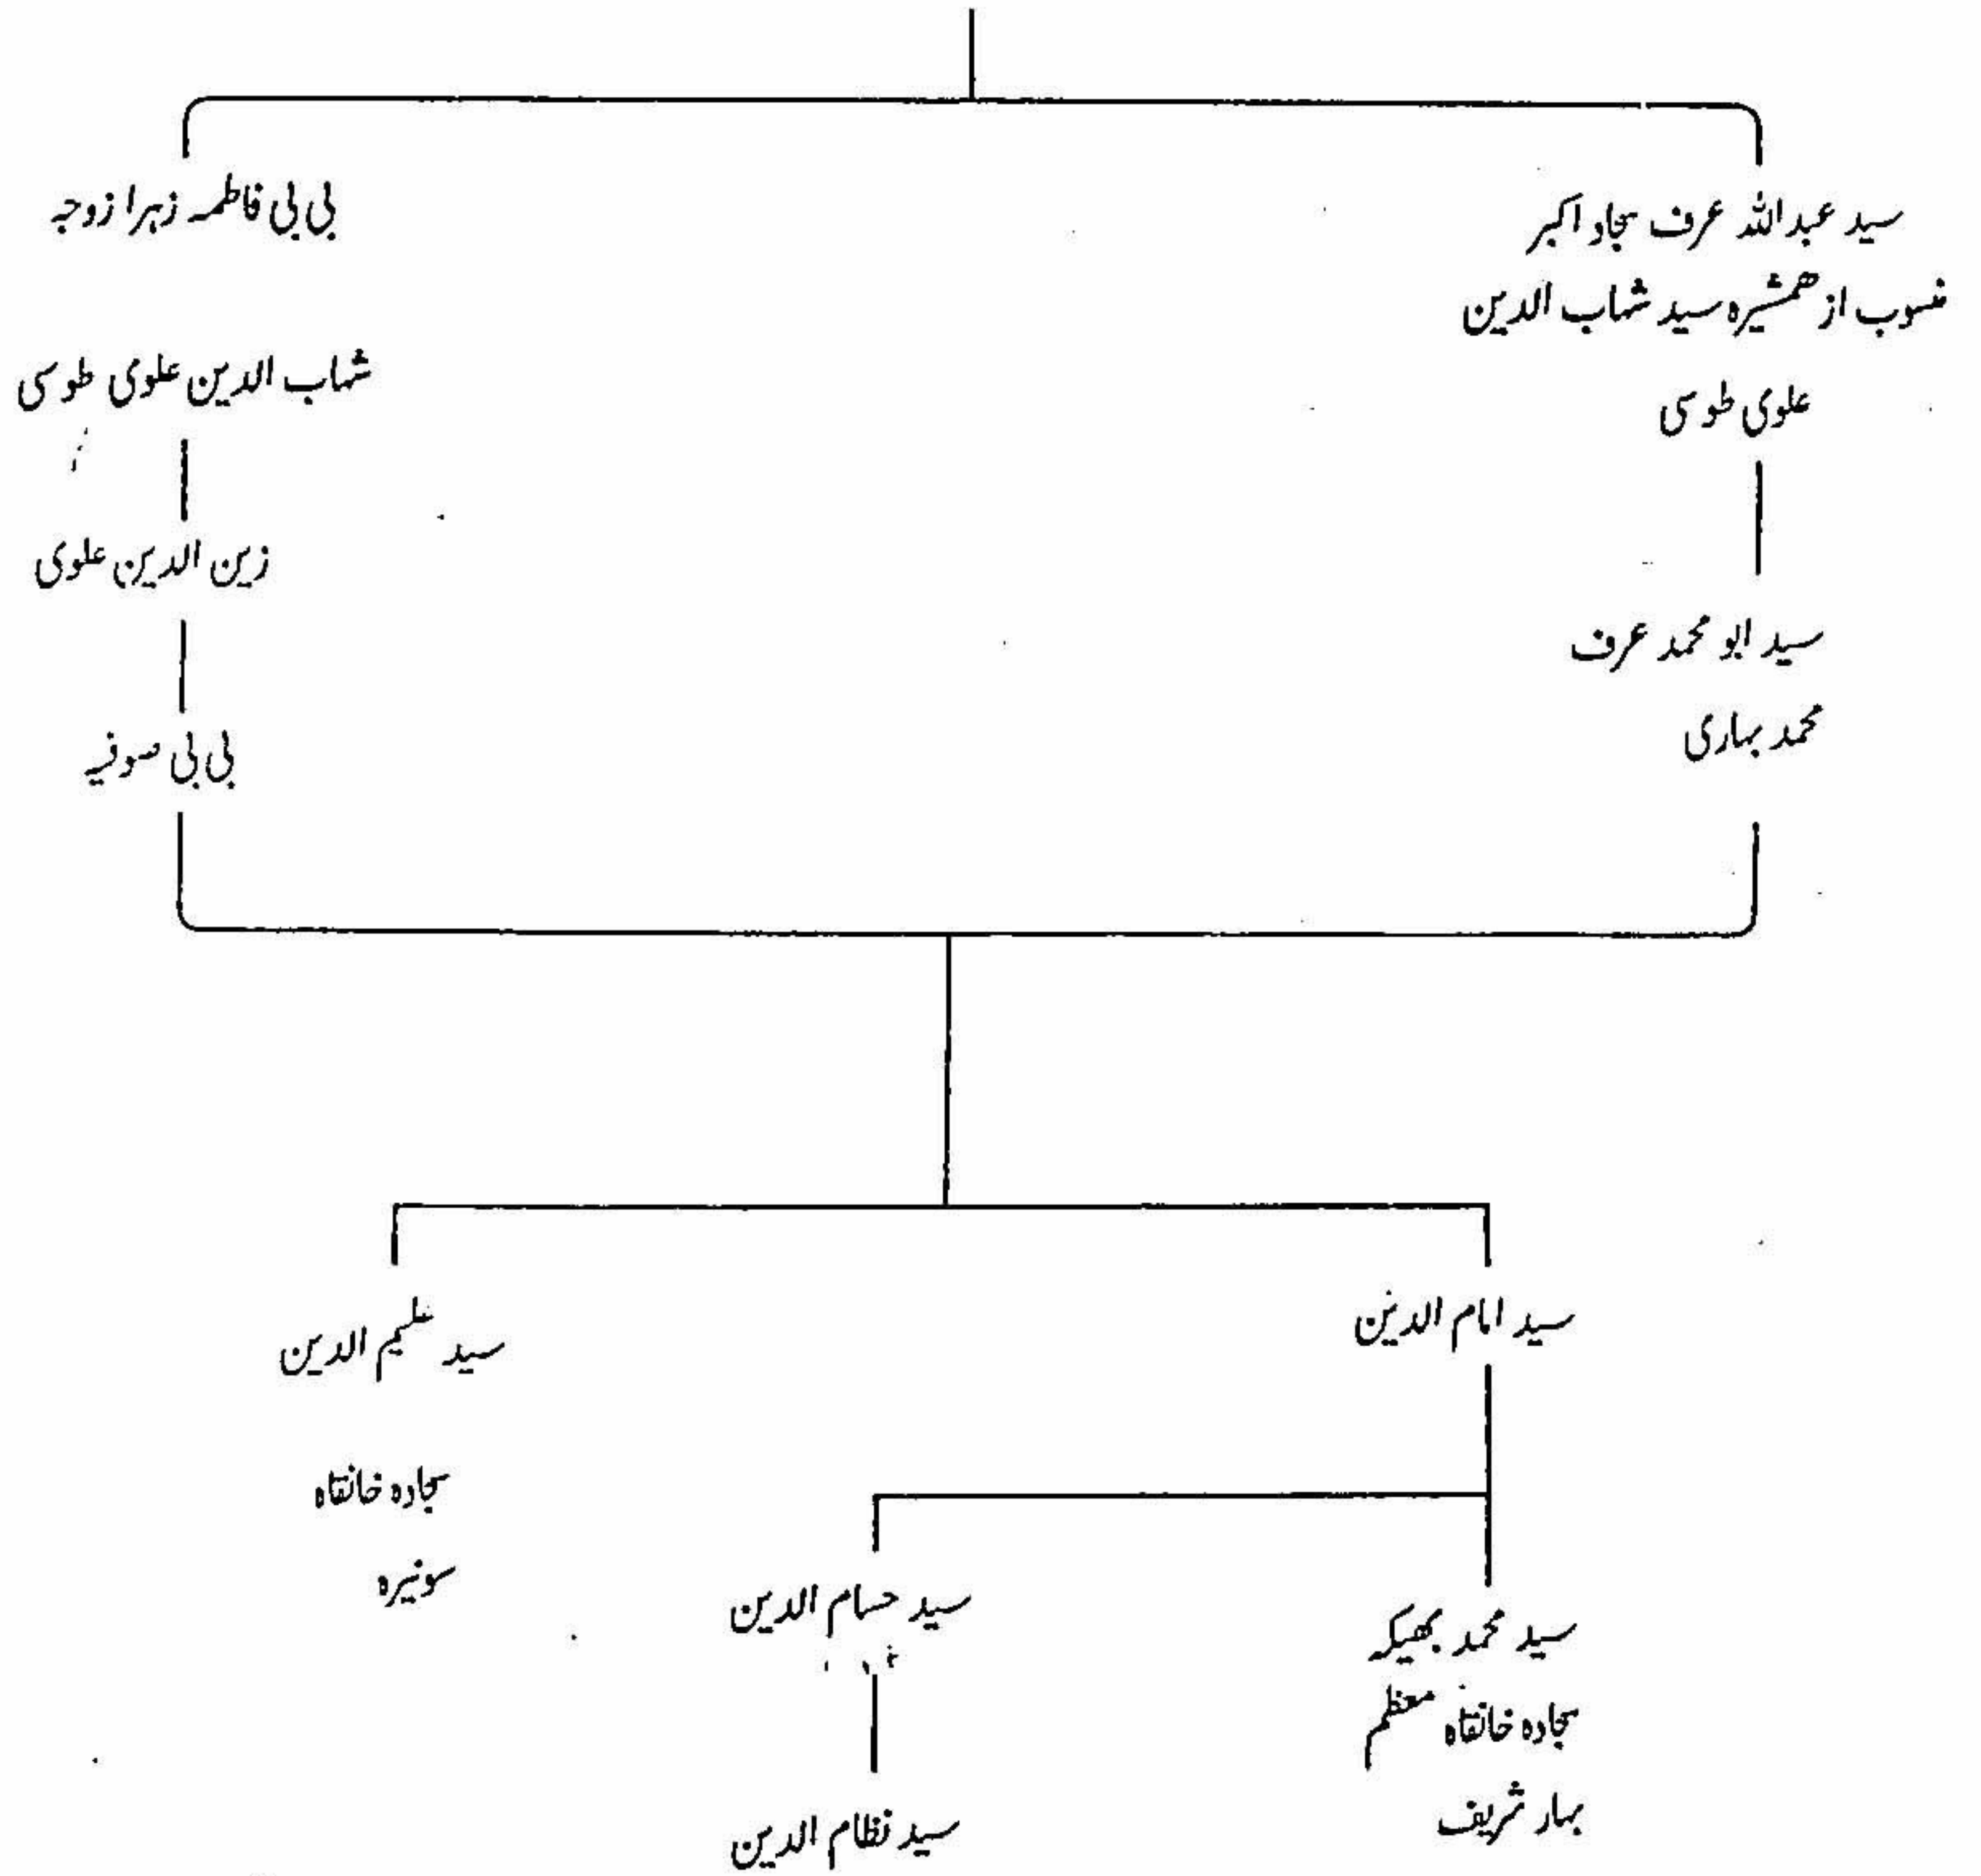 سید عبداللہ عرف سجاد اکبر
منسوب از ھمشیرہ سید شہاب الدین
علوی طوسی
بی بی فاطمہ زہرا زوجہ
شہاب الدین علوی طوسی
زین الدین علوی
سید ابو محمد عرف
محمد بہاری
بی بی صوفیہ
سید امام الدین
سید علیم الدین
سجادہ خانقاہ
سونیرہ
سید محمد بھیکہ
سجادہ خانقاہ معظم
بہار شریف
سید حسام الدین
سید نظام الدین